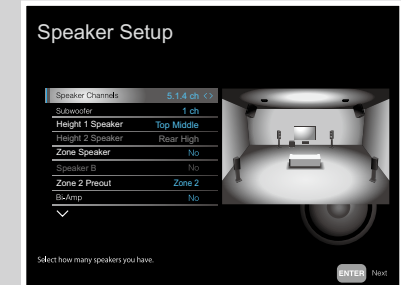 Speaker Setup
Speaker Channels 5.1.4 ch <>
Subwoofer 1 ch
Height 1 Speaker Top Middle
Height 2 Speaker Rear High
Zone Speaker No
Speaker B No
Zone 2 Preout Zone 2
Bi-Amp No
Select how many speakers you have.
ENTER Next